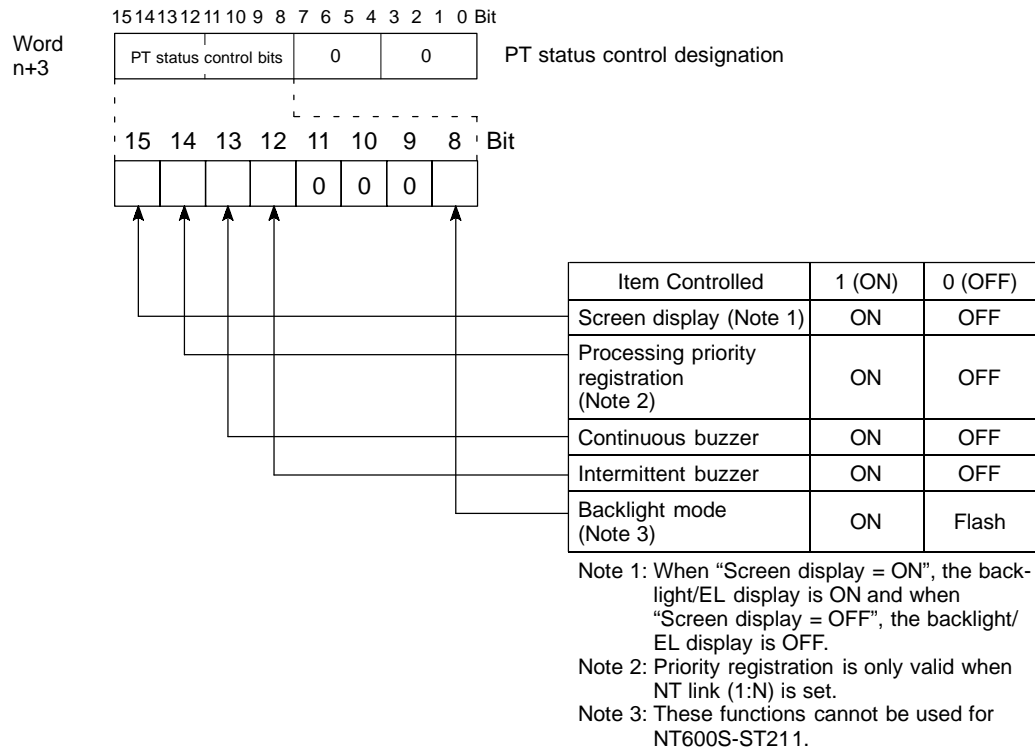 15 14 13 12 11 10 9 8 7 6 5 4 3 2 1 0 Bit
Word
n+3
PT status control bits 0 0
PT status control designation
15 14 13 12 11 10 9 8 Bit
0 0 0
Item Controlled 1 (ON) 0 (OFF)
Screen display (Note 1) ON OFF
Processing priority
registration
(Note 2)
ON OFF
Continuous buzzer ON OFF
Intermittent buzzer ON OFF
Backlight mode
(Note 3)
ON Flash
Note 1: When “Screen display = ON”, the back-
light/EL display is ON and when
“Screen display = OFF”, the backlight/
EL display is OFF.
Note 2: Priority registration is only valid when
NT link (1:N) is set.
Note 3: These functions cannot be used for
NT600S-ST211.